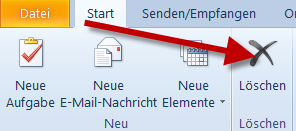 Datei Start Senden/Empfangen
Neue Aufgabe
Neue E-Mail-Nachricht
Neue Elemente
Löschen
Neu Löschen